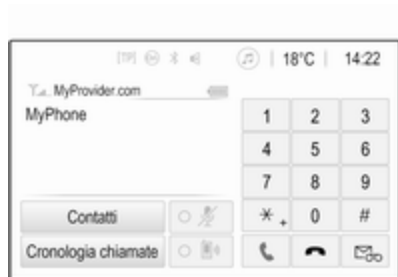 [TP] 18°C 14:22
MyProvider.com
MyPhone
1 2 3
4 5 6
7 8 9
* + 0 #
Contatti
Cronologia chiamate